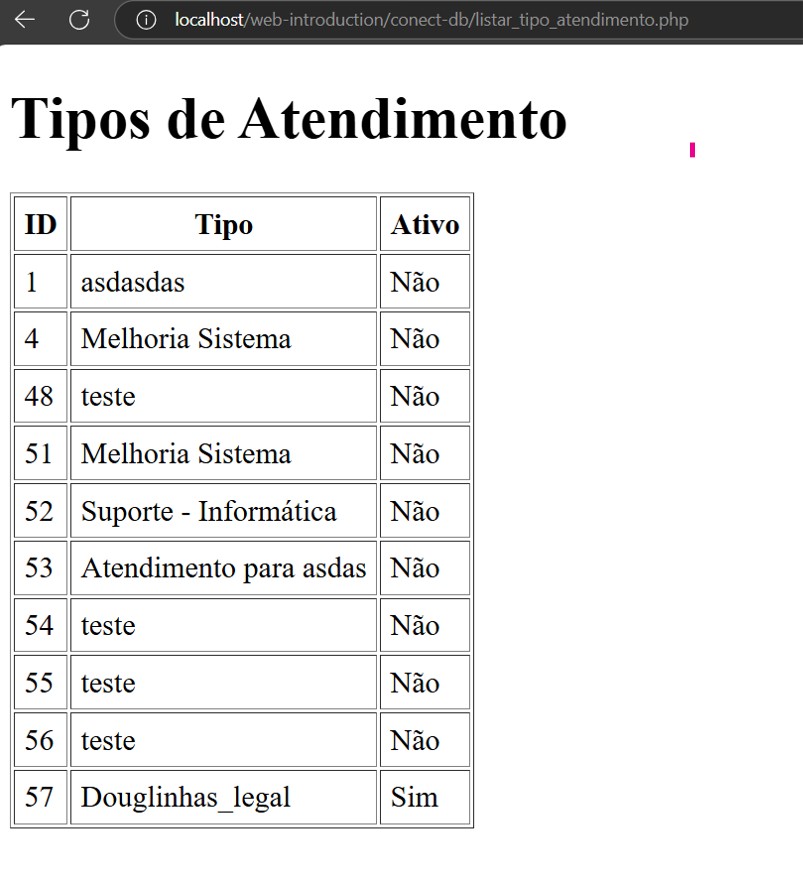 localhost/web-introduction/conect-db/listar_tipo_atendimento.php
Tipos de Atendimento
ID Tipo Ativo
1 asdasdas Não
4 Melhoria Sistema Não
48 teste Não
51 Melhoria Sistema Não
52 Suporte - Informática Não
53 Atendimento para asdas Não
54 teste Não
55 teste Não
56 teste Não
57 Douglinhas_legal Sim